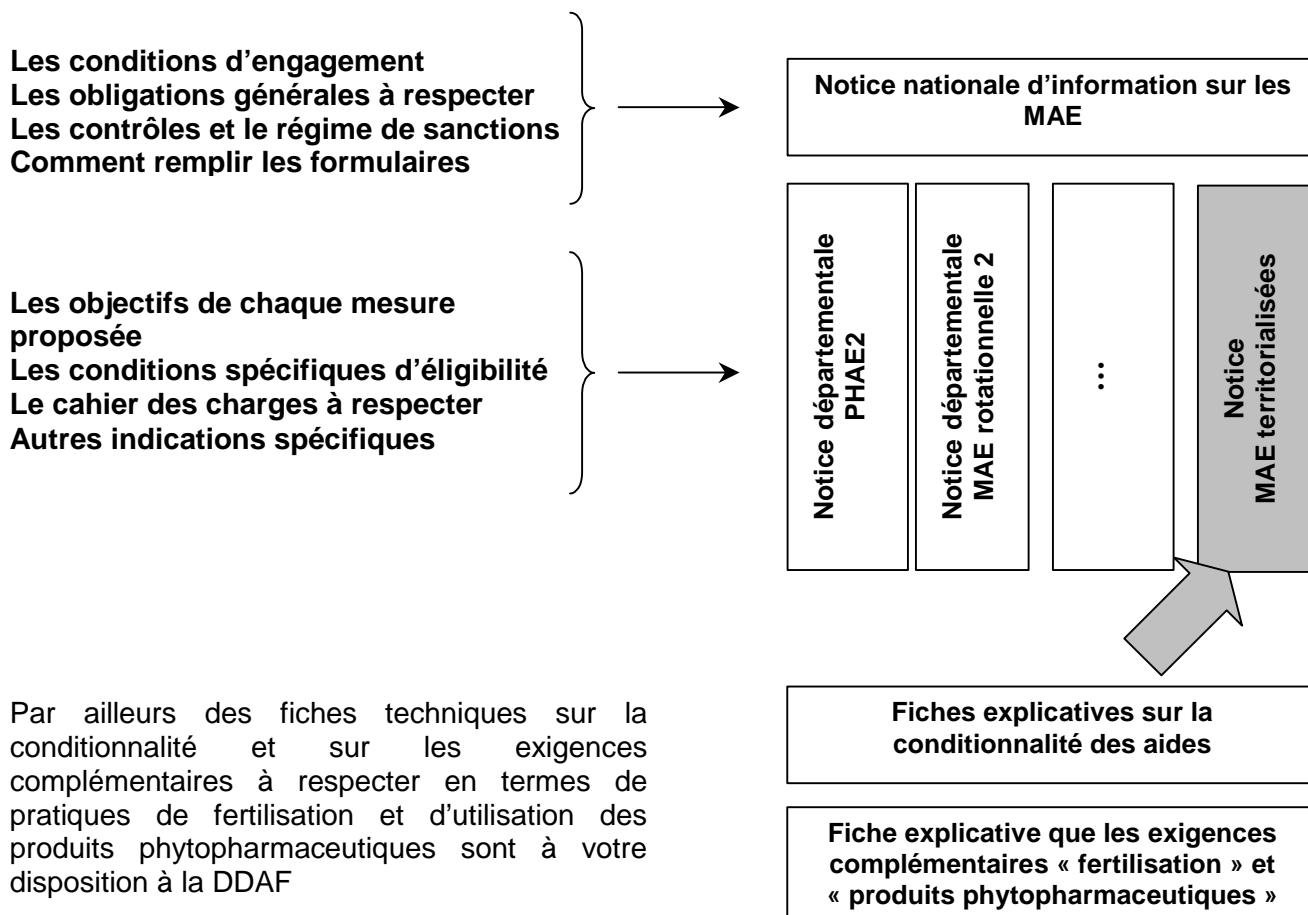 Les conditions d’engagement
Les obligations générales à respecter
Les contrôles et le régime de sanctions
Comment remplir les formulaires
Notice nationale d’information sur les
MAE
Les objectifs de chaque mesure
proposée
Les conditions spécifiques d’éligibilité
Le cahier des charges à respecter
Autres indications spécifiques
Notice départementale
PHAE2
Notice départementale
MAE rotationnelle 2
…
Notice
MAE territorialisées
Par ailleurs des fiches techniques sur la
conditionnalité et sur les exigences
complémentaires à respecter en termes de
pratiques de fertilisation et d’utilisation des
produits phytopharmaceutiques sont à votre
disposition à la DDAF
Fiches explicatives sur la
conditionnalité des aides
Fiche explicative que les exigences
complémentaires « fertilisation » et
« produits phytopharmaceutiques »